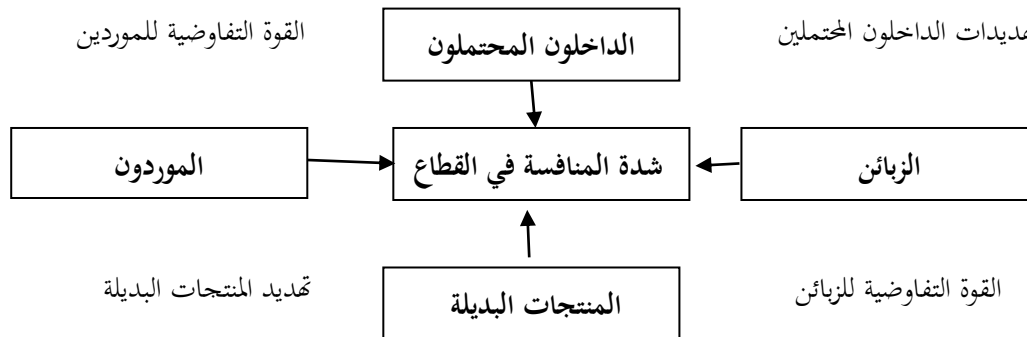 تهديدات الداخلون المحتملين
الداخلون المحتملون
القوة التفاوضية للموردين
الزبائن
شدة المنافسة في القطاع
الموردون
القوة التفاوضية للزبائن
المنتجات البديلة
تهديد المنتجات البديلة